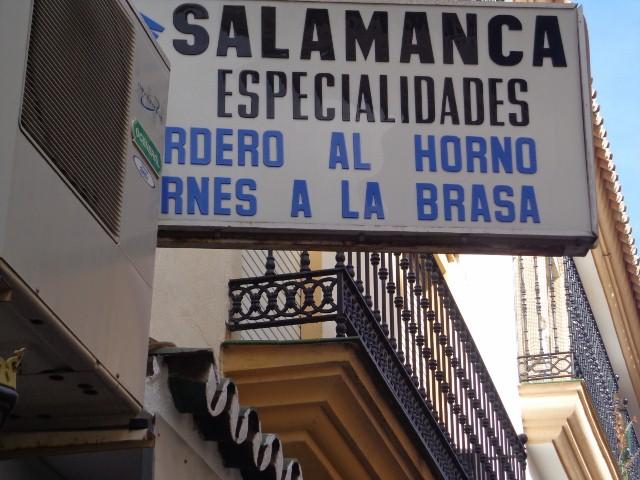 SALAMANCA
ESPECIALIDADES
RDERO AL HORNO
RNES A LA BRASA